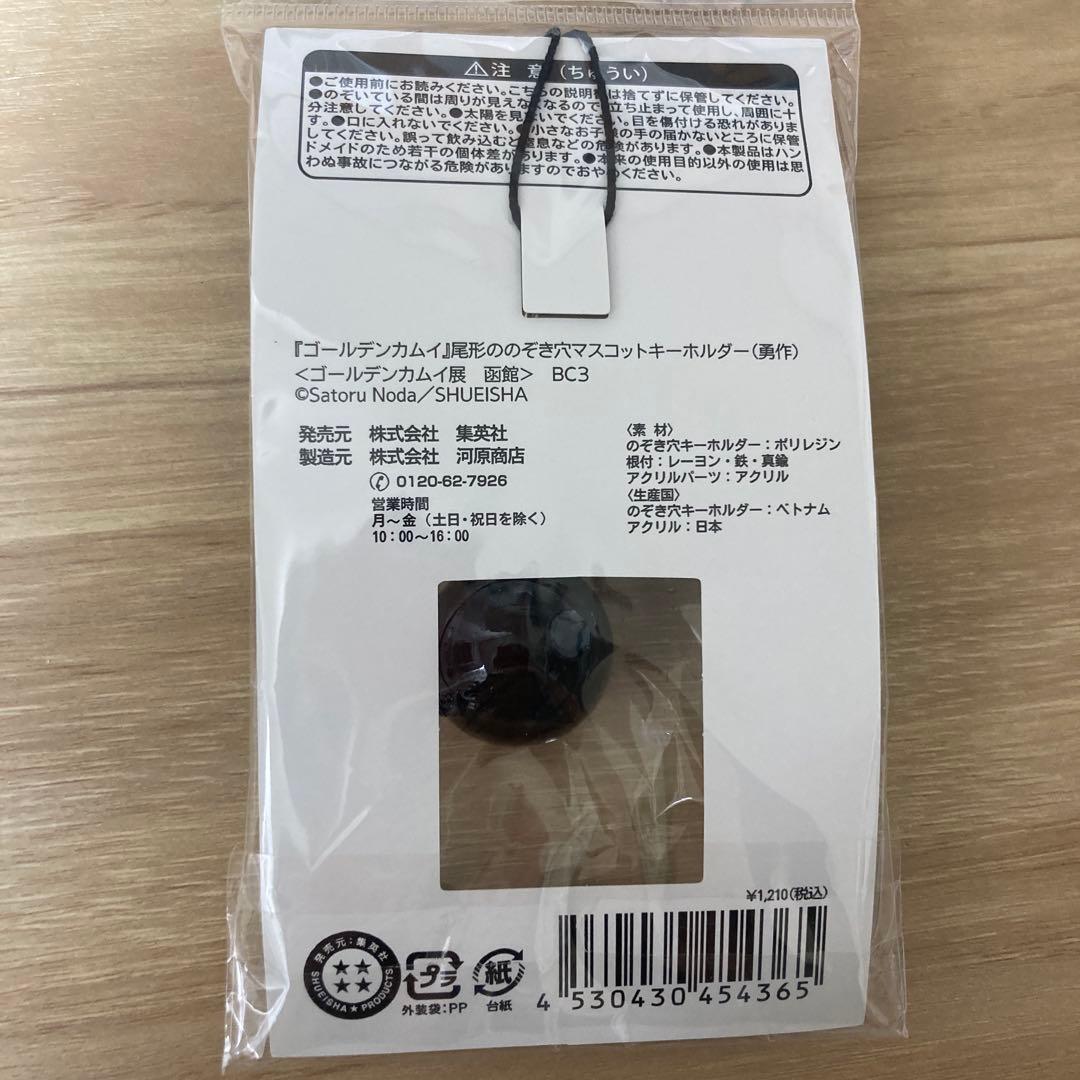 ⚠注 意(ちゅうい)
●ご使用前にお読みください。こちらの説明書は捨てずに保管してください。
●のぞいている間は周りが見えなくなるので、立ち止まって使用し、周囲に十
分注意してください。●太陽を見ないでください。目を傷付ける恐れがありま
す。●口に入れないでください。●小さなお子様の手の届かないところに保管
してください。誤って飲み込むと窒息などの危険があります。●本製品はハン
ドメイドのため若干の個体差があります。●本来の使用目的以外の使用は思
わぬ事故につながる危険がありますのでおやめください。
『ゴールデンカムイ』尾形ののぞき穴マスコットキーホルダー(勇作)
<ゴールデンカムイ展 函館> BC3
©Satoru Noda/SHUEISHA
発売元 株式会社 集英社
製造元 株式会社 河原商店
0120-62-7926
営業時間
月~金(土日・祝日を除く)
10:00~16:00
〈素 材〉
のぞき穴キーホルダー:ポリレジン
根付:レーヨン・鉄・真鍮
アクリルパーツ:アクリル
〈生産国〉
のぞき穴キーホルダー:ベトナム
アクリル:日本
¥1,210(税込)
発売元:集英社
SHUEISHA★PRODUCTS
プラ
外装袋:PP
紙
台紙
4 530430 454365